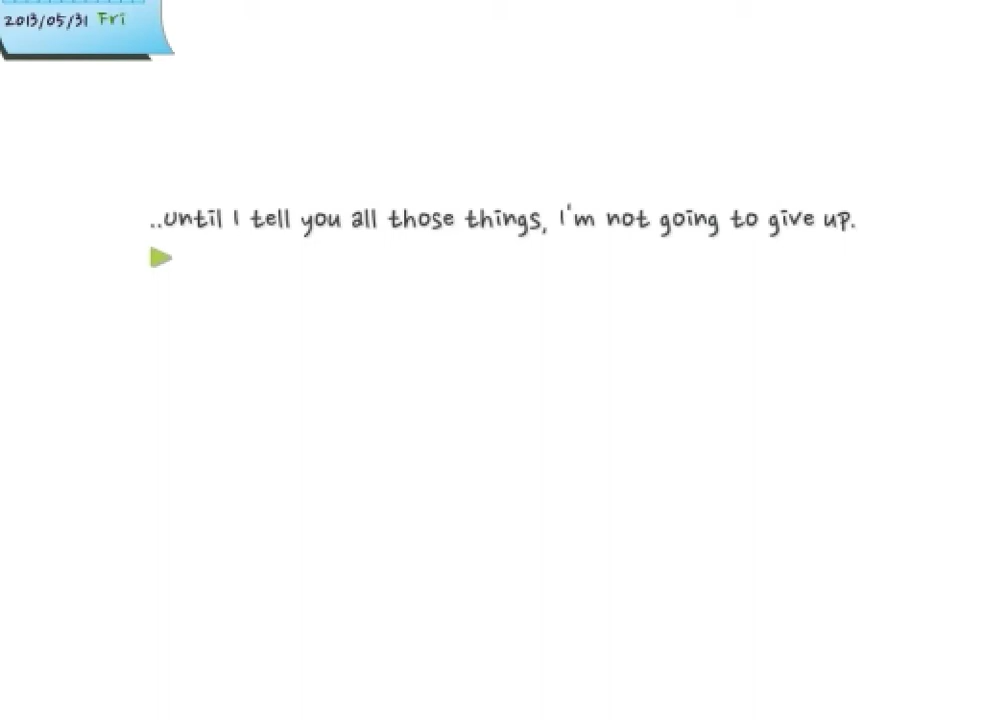 2013/05/31 Fri
..until I tell you all those things, I'm not going to give up.